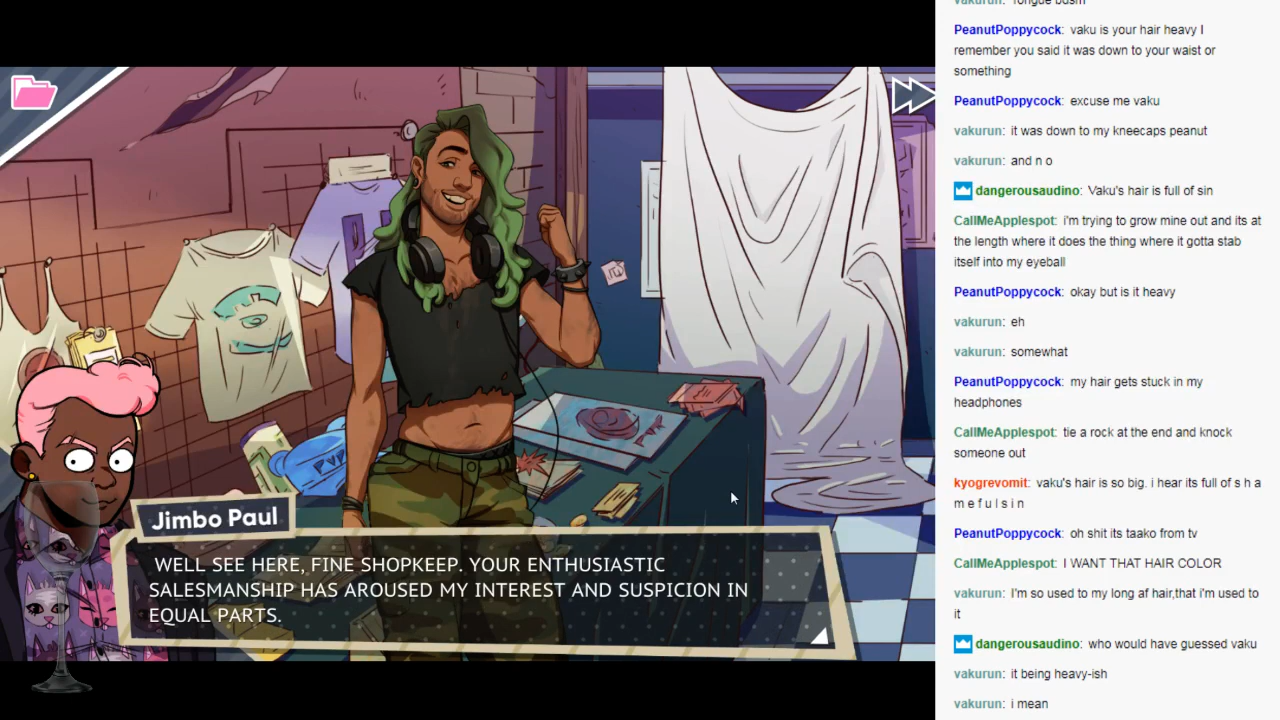 Jimbo Paul
WELL SEE HERE, FINE SHOPKEEP. YOUR ENTHUSIASTIC
SALESMANSHIP HAS AROUSED MY INTEREST AND SUSPICION IN
EQUAL PARTS.
PVP
vakurun: Tongue busm
PeanutPoppycock: vaku is your hair heavy I
remember you said it was down to your waist or
something
PeanutPoppycock: excuse me vaku
vakurun: it was down to my kneecaps peanut
vakurun: and n o
dangerousaudino: Vaku's hair is full of sin
CallMeApplespot: i'm trying to grow mine out and its at
the length where it does the thing where it gotta stab
itself into my eyeball
PeanutPoppycock: okay but is it heavy
vakurun: eh
vakurun: somewhat
PeanutPoppycock: my hair gets stuck in my
headphones
CallMeApplespot: tie a rock at the end and knock
someone out
kyogrevomit: vaku's hair is so big. i hear its full of s h a
m e f u l s i n
PeanutPoppycock: oh shit its taako from tv
CallMeApplespot: I WANT THAT HAIR COLOR
vakurun: I'm so used to my long af hair,that i'm used to
it
dangerousaudino: who would have guessed vaku
vakurun: it being heavy-ish
vakurun: i mean